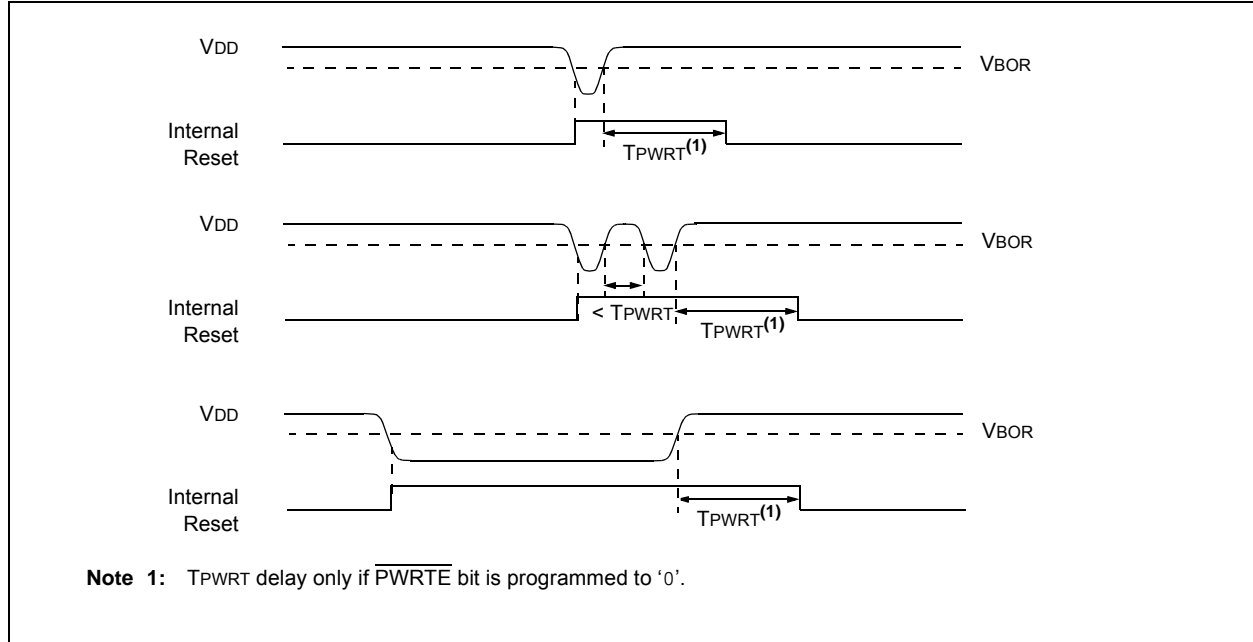 VDD
VBOR
Internal
Reset
TPWRT(1)
VDD
VBOR
Internal
Reset
< TPWRT
TPWRT(1)
VDD
VBOR
Internal
Reset
TPWRT(1)
Note 1: TPWRT delay only if PWRTE bit is programmed to ‘0’.